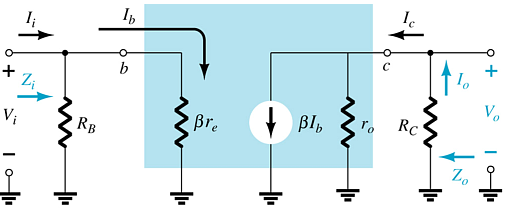 I_i
I_b
I_c
b
c
+
Z_i
V_i
−
R_B
βr_e
βI_b
r_o
R_C
I_o
+
V_o
−
Z_o